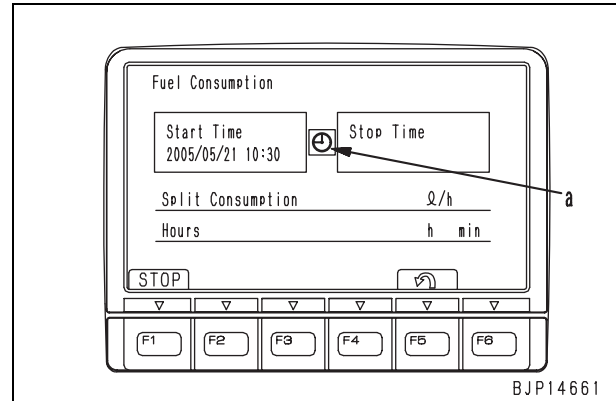 Fuel Consumption
Start Time
2005/05/21 10:30
Stop Time
a
Split Consumption ℓ/h
Hours h min
STOP
F1 F2 F3 F4 F5 F6
BJP14661